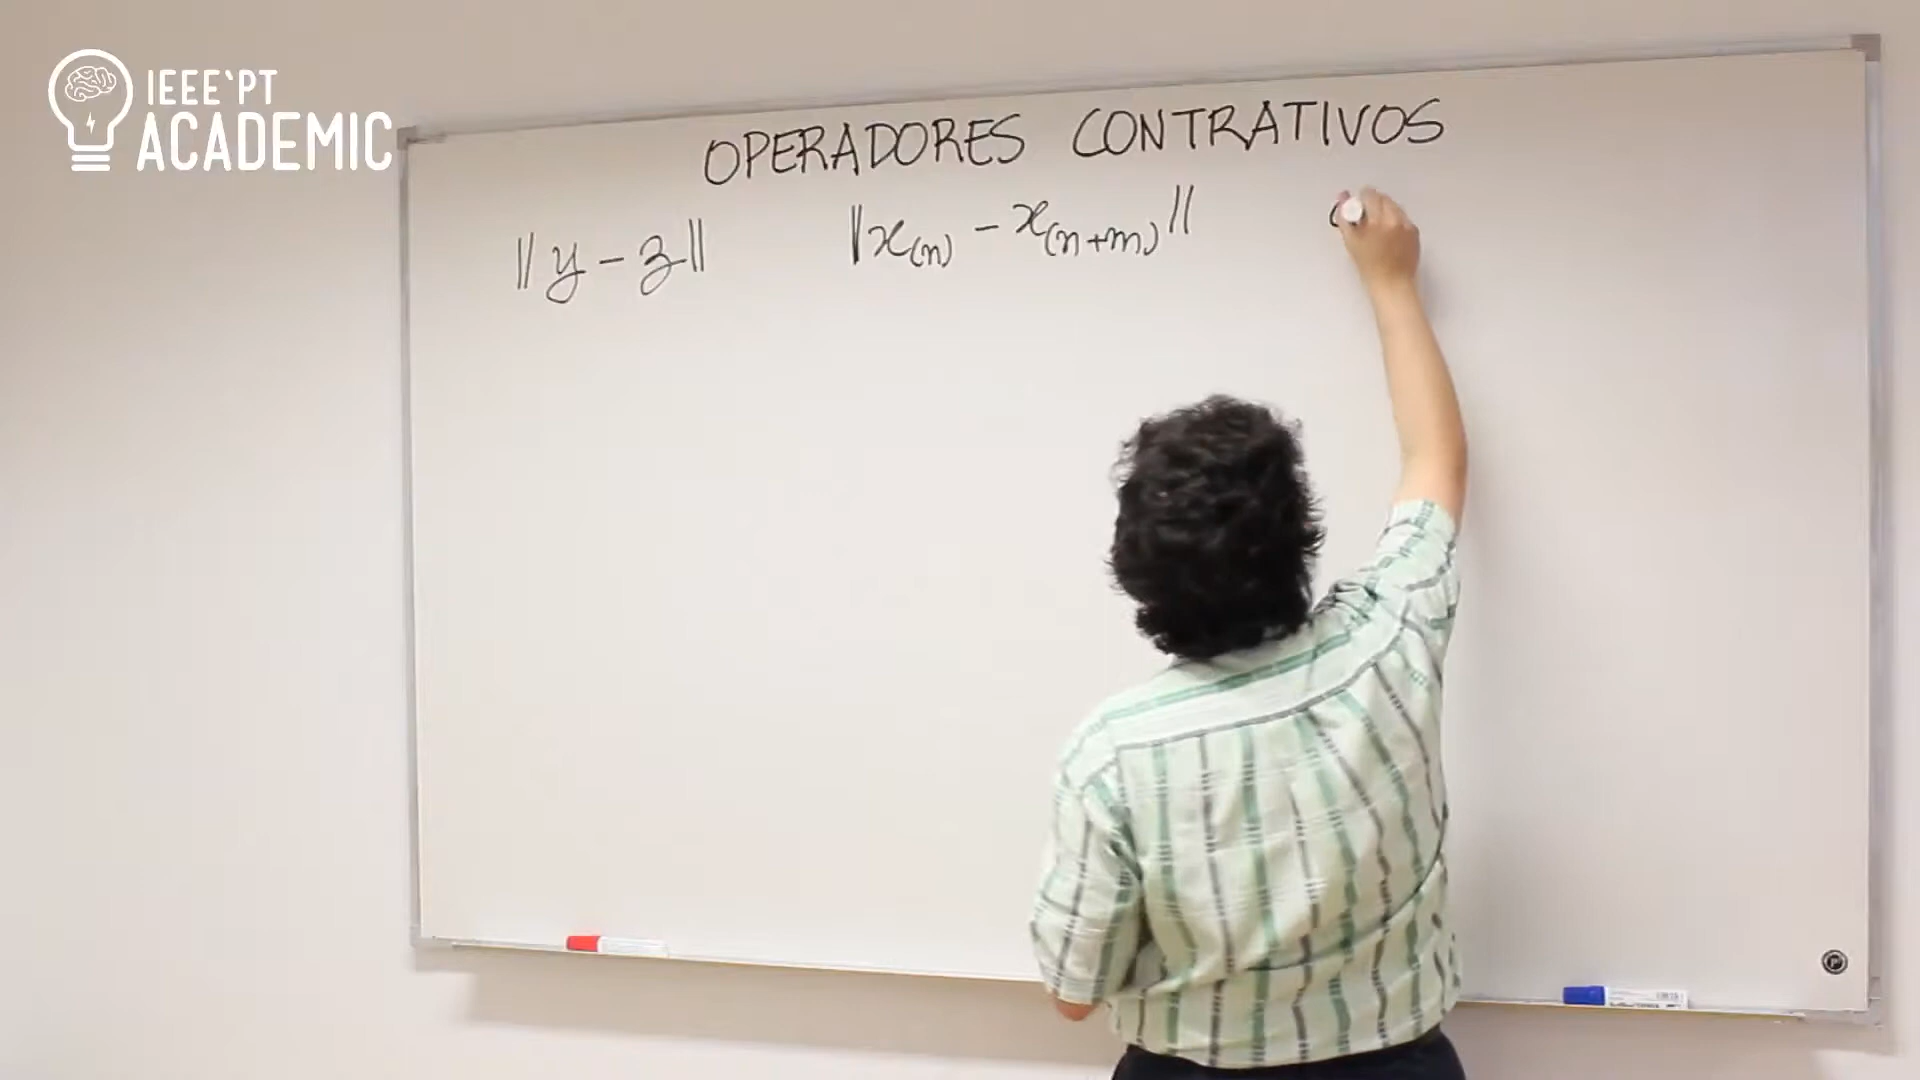 IEEE`PT
ACADEMIC
OPERADORES CONTRATIVOS
||y - z|| ||x(n) - x(n+m)||